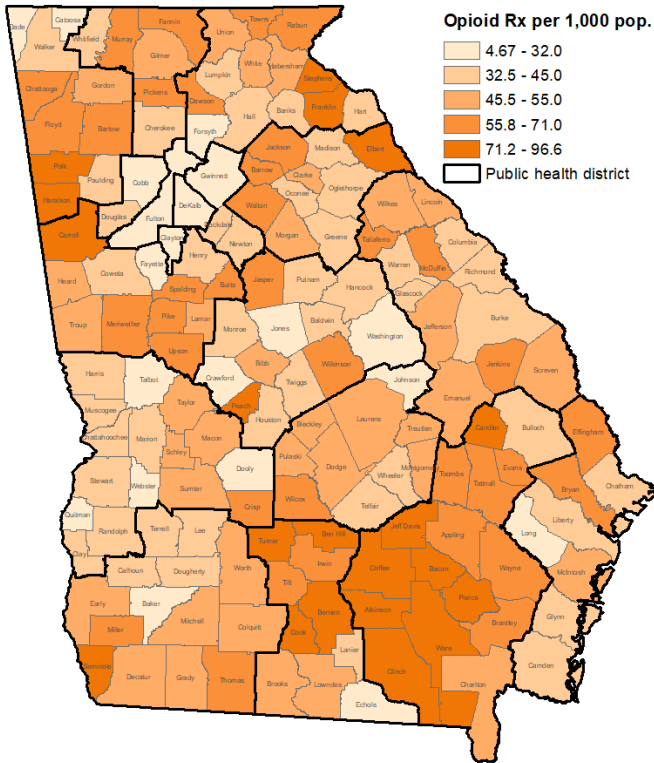 Opioid Rx per 1,000 pop.
4.67 - 32.0
32.5 - 45.0
45.5 - 55.0
55.8 - 71.0
71.2 - 96.6
Public health district
Dade
Catoosa
Walker
Whitfield
Murray
Fannin
Union
Towns
Rabun
Gilmer
White
Habersham
Stephens
Chattooga
Gordon
Pickens
Lumpkin
Dawson
Franklin
Hart
Banks
Hall
Floyd
Bartow
Cherokee
Forsyth
Jackson
Madison
Elbert
Polk
Paulding
Cobb
Gwinnett
Barrow
Clarke
Oconee
Oglethorpe
Haralson
Douglas
Fulton
DeKalb
Walton
Wilkes
Lincoln
Carroll
Clayton
Rockdale
Newton
Morgan
Greene
Taliaferro
McDuffie
Columbia
Fayette
Henry
Coweta
Heard
Spalding
Butts
Jasper
Putnam
Hancock
Warren
Glascock
Richmond
Troup
Meriwether
Pike
Lamar
Upson
Monroe
Jones
Baldwin
Washington
Jefferson
Burke
Harris
Talbot
Crawford
Bibb
Twiggs
Wilkinson
Johnson
Jenkins
Screven
Muscogee
Taylor
Peach
Houston
Emanuel
Chattahoochee
Marion
Macon
Schley
Bleckley
Laurens
Treutlen
Candler
Bulloch
Effingham
Stewart
Webster
Sumter
Dooly
Pulaski
Dodge
Wheeler
Montgomery
Toombs
Tattnall
Evans
Bryan
Chatham
Quitman
Randolph
Terrell
Lee
Crisp
Wilcox
Telfair
Long
Liberty
Clay
Calhoun
Dougherty
Worth
Turner
Ben Hill
Irwin
Jeff Davis
Appling
Wayne
McIntosh
Early
Baker
Mitchell
Colquitt
Tift
Coffee
Bacon
Pierce
Miller
Berrien
Cook
Atkinson
Brantley
Glynn
Seminole
Decatur
Grady
Thomas
Brooks
Lowndes
Lanier
Clinch
Ware
Camden
Echols
Charlton